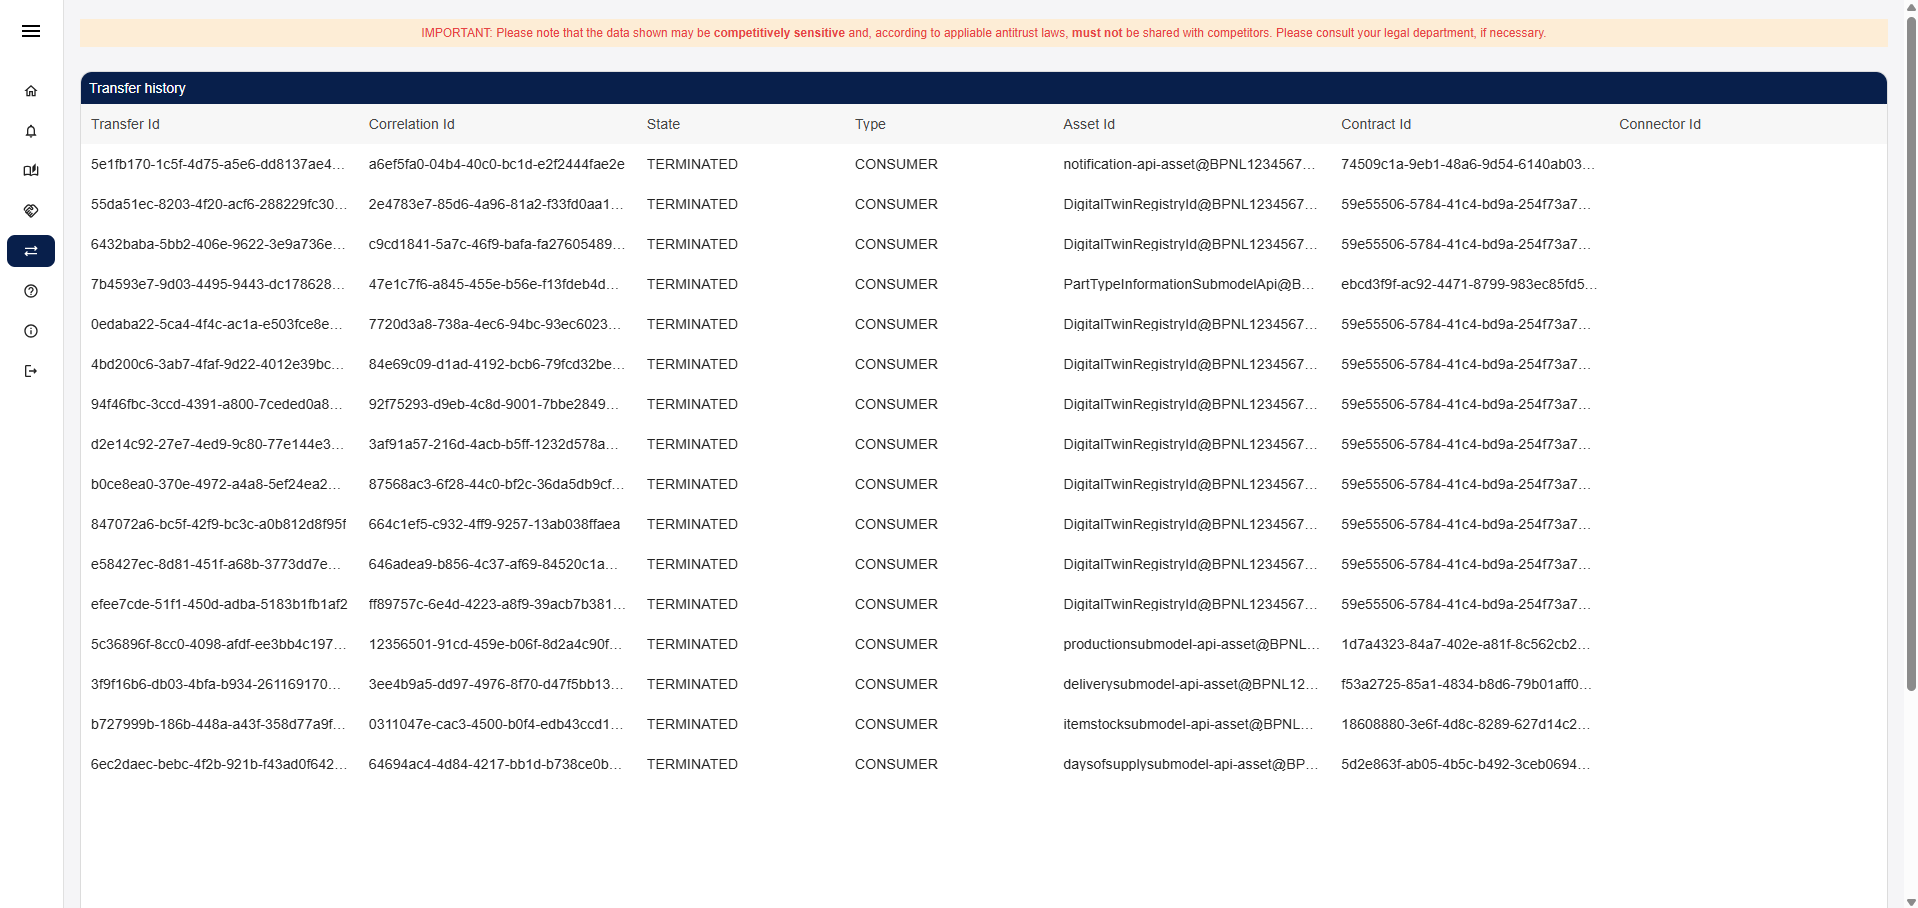 IMPORTANT: Please note that the data shown may be competitively sensitive and, according to appliable antitrust laws, must not be shared with competitors. Please consult your legal department, if necessary.
Transfer history
Transfer Id Correlation Id State Type Asset Id Contract Id Connector Id
5e1fb170-1c5f-4d75-a5e6-dd8137ae4... a6ef5fa0-04b4-40c0-bc1d-e2f2444fae2e TERMINATED CONSUMER notification-api-asset@BPNL1234567... 74509c1a-9eb1-48a6-9d54-6140ab03...
55da51ec-8203-4f20-acf6-288229fc30... 2e4783e7-85d6-4a96-81a2-f33fd0aa1... TERMINATED CONSUMER DigitalTwinRegistryId@BPNL1234567... 59e55506-5784-41c4-bd9a-254f73a7...
6432baba-5bb2-406e-9622-3e9a736e... c9cd1841-5a7c-46f9-bafa-fa27605489... TERMINATED CONSUMER DigitalTwinRegistryId@BPNL1234567... 59e55506-5784-41c4-bd9a-254f73a7...
7b4593e7-9d03-4495-9443-dc178628... 47e1c7f6-a845-455e-b56e-f13fdeb4d... TERMINATED CONSUMER PartTypeInformationSubmodelApi@B... ebcd3f9f-ac92-4471-8799-983ec85fd5...
0edaba22-5ca4-4f4c-ac1a-e503fce8e... 7720d3a8-738a-4ec6-94bc-93ec6023... TERMINATED CONSUMER DigitalTwinRegistryId@BPNL1234567... 59e55506-5784-41c4-bd9a-254f73a7...
4bd200c6-3ab7-4faf-9d22-4012e39bc... 84e69c09-d1ad-4192-bcb6-79fcd32be... TERMINATED CONSUMER DigitalTwinRegistryId@BPNL1234567... 59e55506-5784-41c4-bd9a-254f73a7...
94f46fbc-3ccd-4391-a800-7ceded0a8... 92f75293-d9eb-4c8d-9001-7bbe2849... TERMINATED CONSUMER DigitalTwinRegistryId@BPNL1234567... 59e55506-5784-41c4-bd9a-254f73a7...
d2e14c92-27e7-4ed9-9c80-77e144e3... 3af91a57-216d-4acb-b5ff-1232d578a... TERMINATED CONSUMER DigitalTwinRegistryId@BPNL1234567... 59e55506-5784-41c4-bd9a-254f73a7...
b0ce8ea0-370e-4972-a4a8-5ef24ea2... 87568ac3-6f28-44c0-bf2c-36da5db9cf... TERMINATED CONSUMER DigitalTwinRegistryId@BPNL1234567... 59e55506-5784-41c4-bd9a-254f73a7...
847072a6-bc5f-42f9-bc3c-a0b812d8f95f 664c1ef5-c932-4ff9-9257-13ab038ffaea TERMINATED CONSUMER DigitalTwinRegistryId@BPNL1234567... 59e55506-5784-41c4-bd9a-254f73a7...
e58427ec-8d81-451f-a68b-3773dd7e... 646adea9-b856-4c37-af69-84520c1a... TERMINATED CONSUMER DigitalTwinRegistryId@BPNL1234567... 59e55506-5784-41c4-bd9a-254f73a7...
efee7cde-51f1-450d-adba-5183b1fb1af2 ff89757c-6e4d-4223-a8f9-39acb7b381... TERMINATED CONSUMER DigitalTwinRegistryId@BPNL1234567... 59e55506-5784-41c4-bd9a-254f73a7...
5c36896f-8cc0-4098-afdf-ee3bb4c197... 12356501-91cd-459e-b06f-8d2a4c90f... TERMINATED CONSUMER productionsubmodel-api-asset@BPNL... 1d7a4323-84a7-402e-a81f-8c562cb2...
3f9f16b6-db03-4bfa-b934-261169170... 3ee4b9a5-dd97-4976-8f70-d47f5bb13... TERMINATED CONSUMER deliverysubmodel-api-asset@BPNL12... f53a2725-85a1-4834-b8d6-79b01aff0...
b727999b-186b-448a-a43f-358d77a9f... 0311047e-cac3-4500-b0f4-edb43ccd1... TERMINATED CONSUMER itemstocksubmodel-api-asset@BPNL... 18608880-3e6f-4d8c-8289-627d14c2...
6ec2daec-bebc-4f2b-921b-f43ad0f642... 64694ac4-4d84-4217-bb1d-b738ce0b... TERMINATED CONSUMER daysofsupplysubmodel-api-asset@BP... 5d2e863f-ab05-4b5c-b492-3ceb0694...